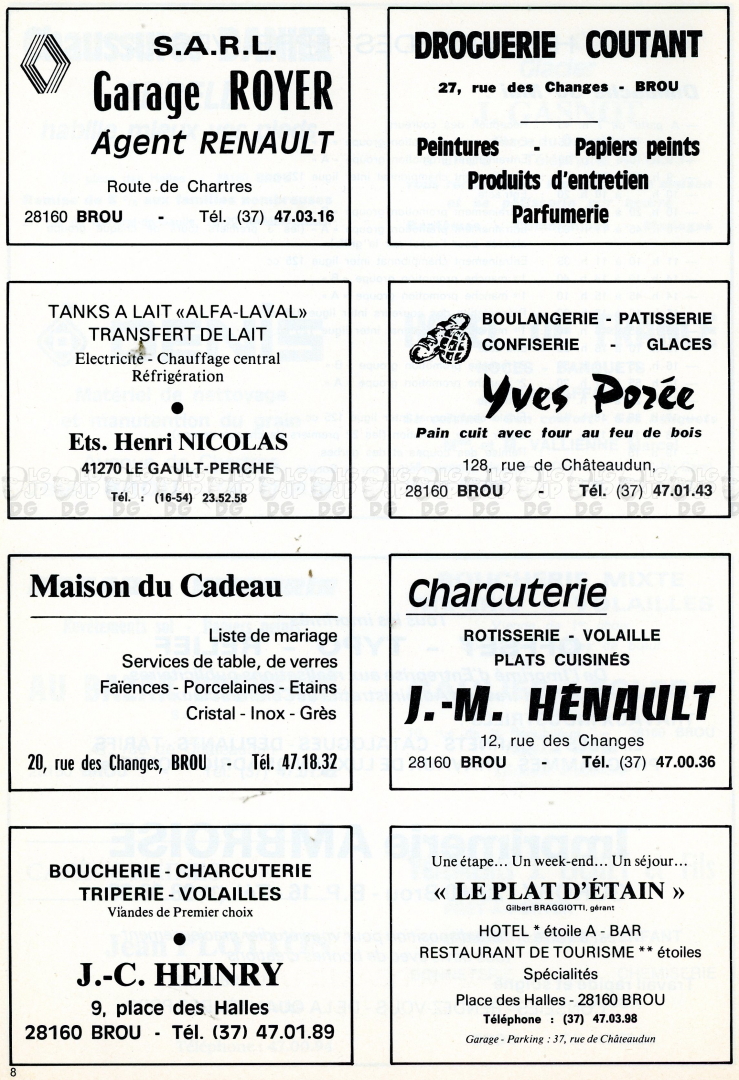 S.A.R.L.
Garage ROYER
Agent RENAULT
Route de Chartres
28160 BROU - Tél. (37) 47.03.16
DROGUERIE COUTANT
27, rue des Changes - BROU
Peintures - Papiers peints
Produits d'entretien
Parfumerie
TANKS A LAIT «ALFA-LAVAL»
TRANSFERT DE LAIT
Electricité - Chauffage central
Réfrigération
Ets. Henri NICOLAS
41270 LE GAULT-PERCHE
Tél. : (16-54) 23.52.58
BOULANGERIE - PATISSERIE
CONFISERIE - GLACES
Yves Porée
Pain cuit avec four au feu de bois
128, rue de Châteaudun,
28160 BROU - Tél. (37) 47.01.43
Maison du Cadeau
Liste de mariage
Services de table, de verres
Faïences - Porcelaines - Etains
Cristal - Inox - Grès
20, rue des Changes, BROU - Tél. 47.18.32
Charcuterie
ROTISSERIE - VOLAILLE
PLATS CUISINÉS
J.-M. HÉNAULT
12, rue des Changes
28160 BROU - Tél. (37) 47.00.36
BOUCHERIE - CHARCUTERIE
TRIPERIE - VOLAILLES
Viandes de Premier choix
J.-C. HEINRY
9, place des Halles
28160 BROU - Tél. (37) 47.01.89
Une étape... Un week-end... Un séjour...
« LE PLAT D'ÉTAIN »
Gilbert BRAGGIOTTI, gérant
HOTEL * étoile A - BAR
RESTAURANT DE TOURISME ** étoiles
Spécialités
Place des Halles - 28160 BROU
Téléphone : (37) 47.03.98
Garage - Parking : 37, rue de Châteaudun
8